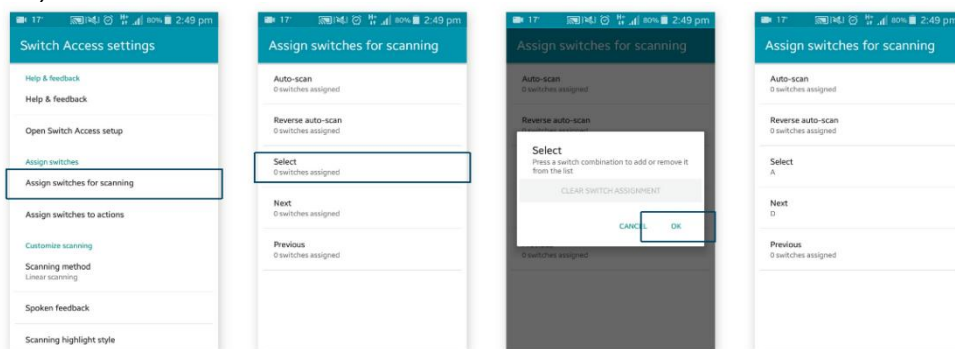 17° 80% 2:49 pm
Switch Access settings
Help & feedback
Help & feedback
Open Switch Access setup
Assign switches
Assign switches for scanning
Assign switches to actions
Customize scanning
Scanning method
Linear scanning
Spoken feedback
Scanning highlight style
17° 80% 2:49 pm
Assign switches for scanning
Auto-scan
0 switches assigned
Reverse auto-scan
0 switches assigned
Select
0 switches assigned
Next
0 switches assigned
Previous
0 switches assigned
17° 80% 2:49 pm
Assign switches for scanning
Auto-scan
0 switches assigned
Reverse auto-scan
Select
Press a switch combination to add or remove it
from the list
CLEAR SWITCH ASSIGNMENT
CANCEL OK
0 switches assigned
17° 80% 2:49 pm
Assign switches for scanning
Auto-scan
0 switches assigned
Reverse auto-scan
0 switches assigned
Select
A
Next
D
Previous
0 switches assigned